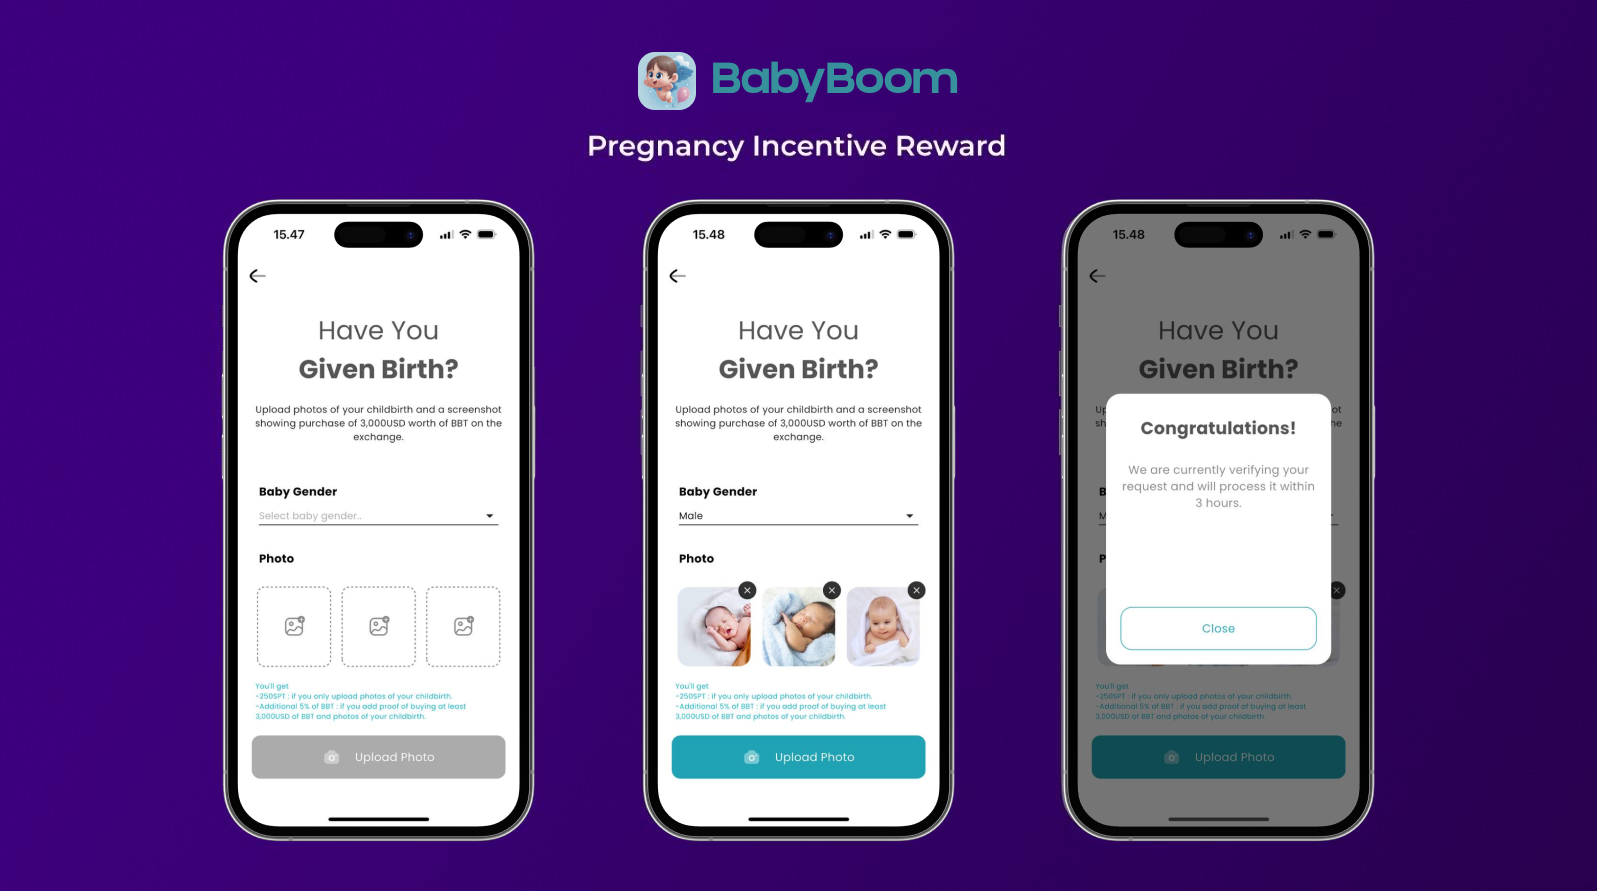 BabyBoom
Pregnancy Incentive Reward
15.47
Have You
Given Birth?
Upload photos of your childbirth and a screenshot
showing purchase of 3,000USD worth of BBT on the
exchange.
Baby Gender
Select baby gender..
Photo
You'll get
-250SPT : if you only upload photos of your childbirth.
-Additional 5% of BBT : if you add proof of buying at least
3,000USD of BBT and photos of your childbirth.
Upload Photo
15.48
Have You
Given Birth?
Upload photos of your childbirth and a screenshot
showing purchase of 3,000USD worth of BBT on the
exchange.
Baby Gender
Male
Photo
You'll get
-250SPT : if you only upload photos of your childbirth.
-Additional 5% of BBT : if you add proof of buying at least
3,000USD of BBT and photos of your childbirth.
Upload Photo
15.48
Have You
Given Birth?
Congratulations!
We are currently verifying your
request and will process it within
3 hours.
Close
You'll get
-250SPT : if you only upload photos of your childbirth.
-Additional 5% of BBT : if you add proof of buying at least
3,000USD of BBT and photos of your childbirth.
Upload Photo